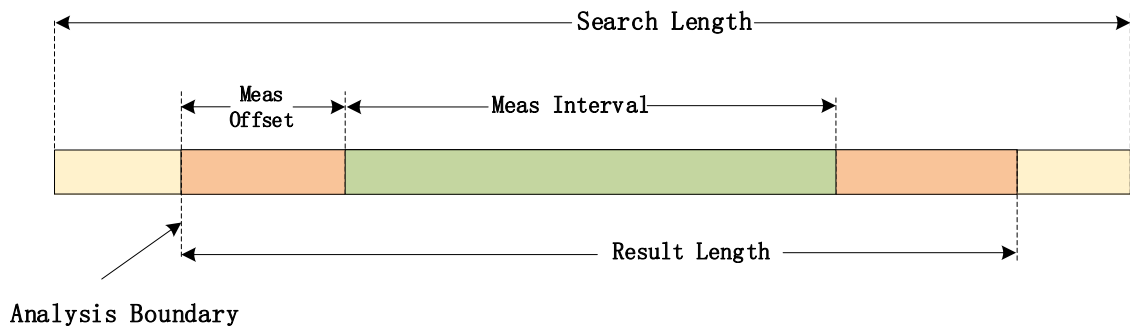 Search Length
Meas
Offset
Meas Interval
Result Length
Analysis Boundary